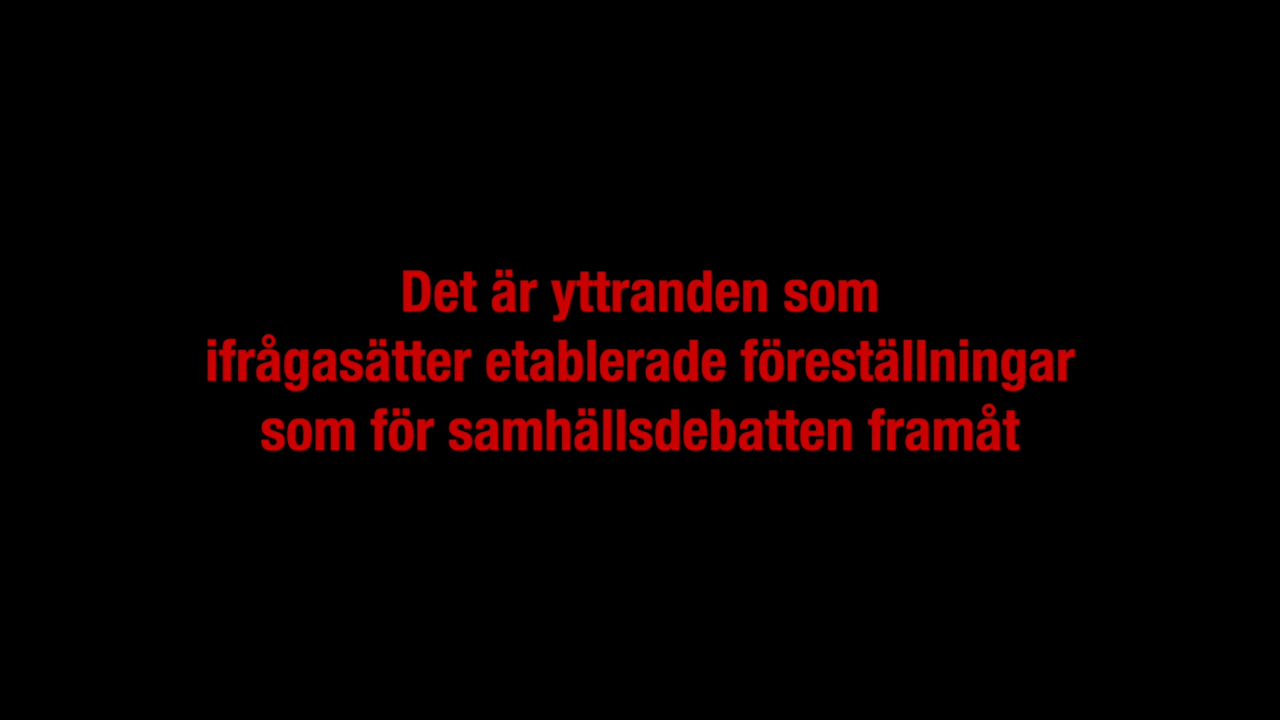 Det är yttranden som
ifrågasätter etablerade föreställningar
som för samhällsdebatten framåt